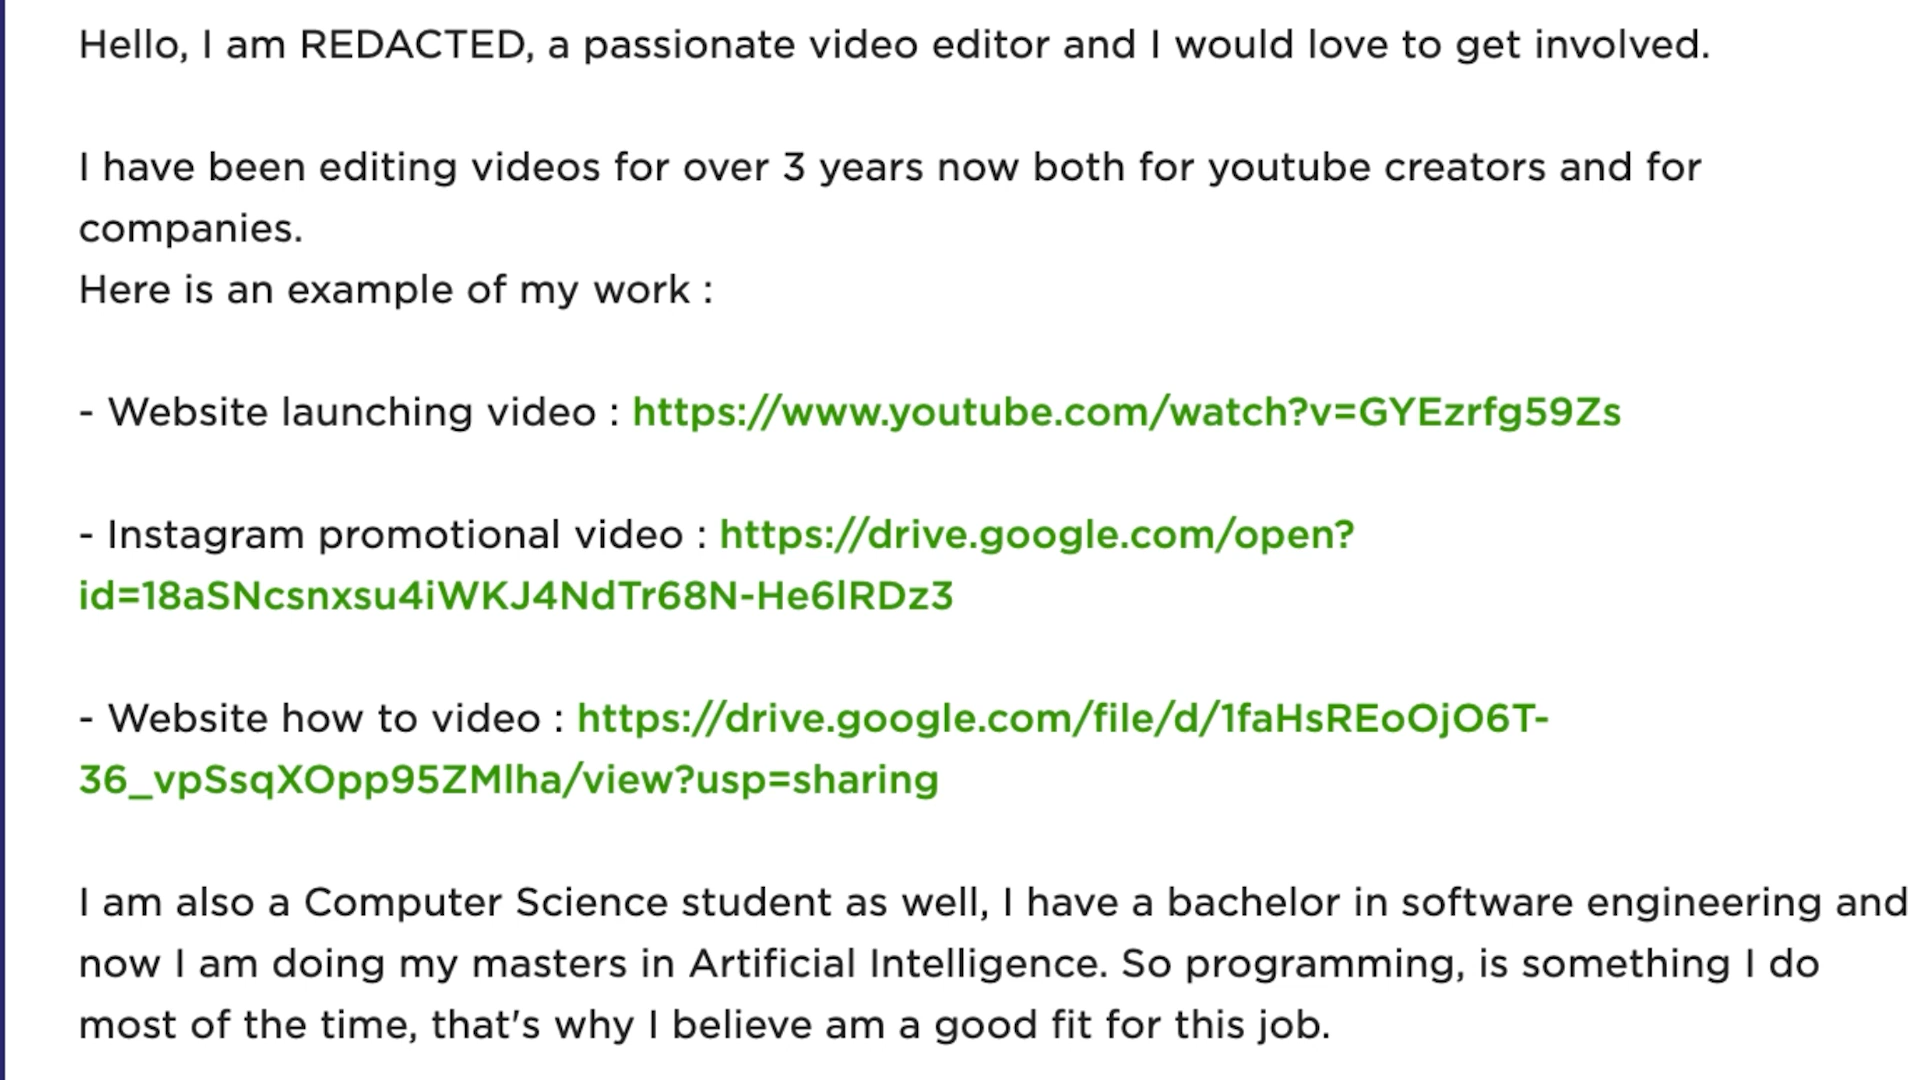 Hello, I am REDACTED, a passionate video editor and I would love to get involved.
I have been editing videos for over 3 years now both for youtube creators and for
companies.
Here is an example of my work :
- Website launching video : https://www.youtube.com/watch?v=GYEzrfg59Zs
- Instagram promotional video : https://drive.google.com/open?
id=18aSNcsnxsu4iWKJ4NdTr68N-He6lRDz3
- Website how to video : https://drive.google.com/file/d/1faHsREoOjO6T-
36_vpSsqXOpp95ZMlha/view?usp=sharing
I am also a Computer Science student as well, I have a bachelor in software engineering and
now I am doing my masters in Artificial Intelligence. So programming, is something I do
most of the time, that's why I believe am a good fit for this job.